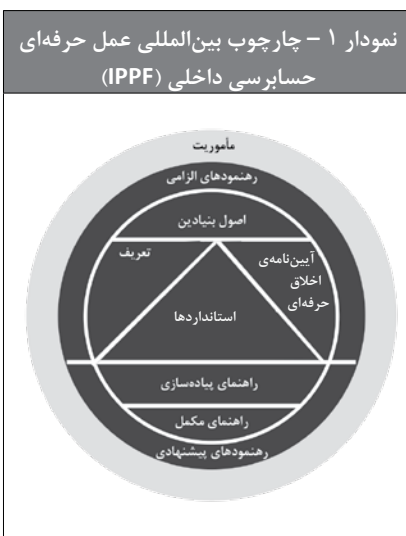 نمودار ۱ – چارچوب بین‌المللی عمل حرفه‌ای
حسابرسی داخلی (IPPF)
مأموریت
رهنمودهای الزامی
اصول بنیادین
تعریف
آیین‌نامه‌ی
اخلاق
حرفه‌ای
استانداردها
راهنمای پیاده‌سازی
راهنمای مکمل
رهنمودهای پیشنهادی